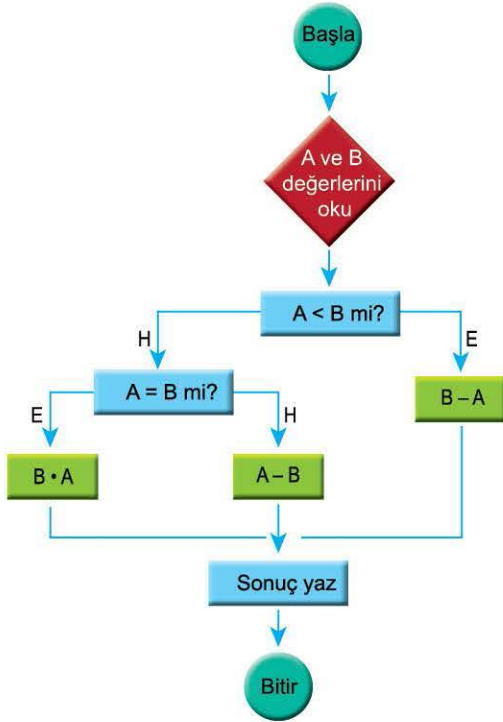 Başla
A ve B
değerlerini
oku
A < B mi?
H
E
A = B mi?
B – A
E
H
B • A
A – B
Sonuç yaz
Bitir